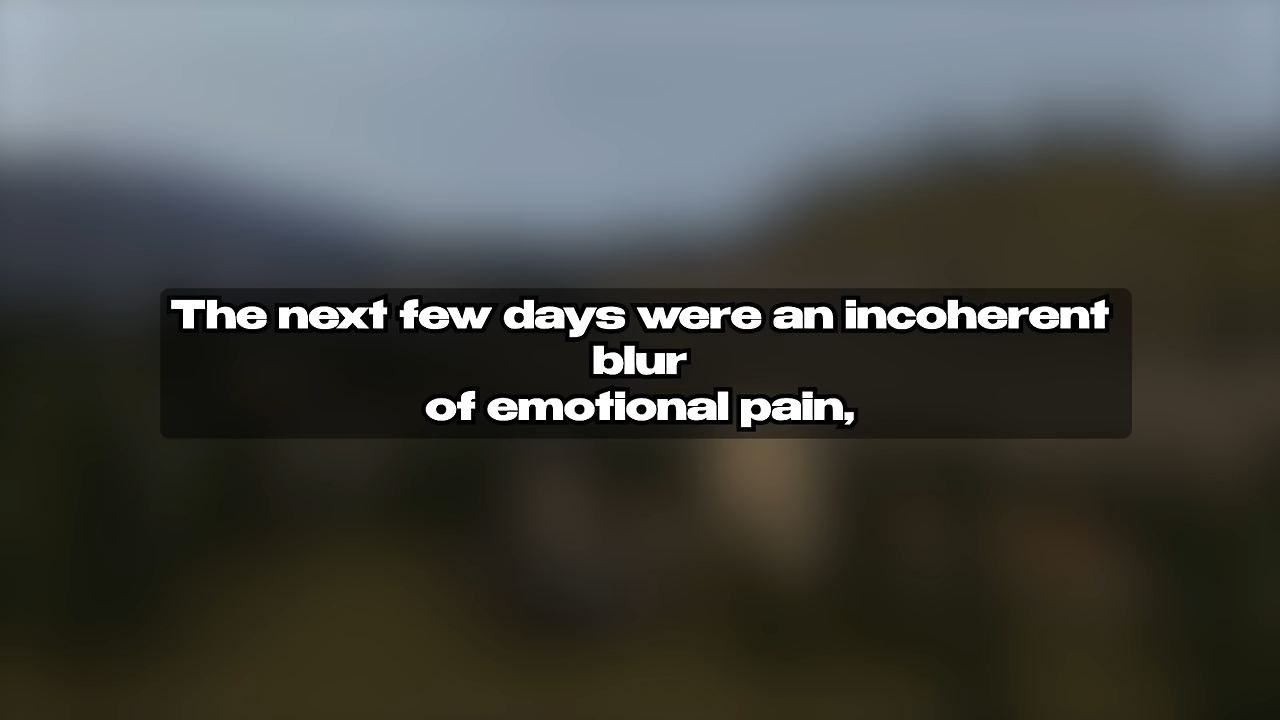 The next few days were an incoherent
blur
of emotional pain,